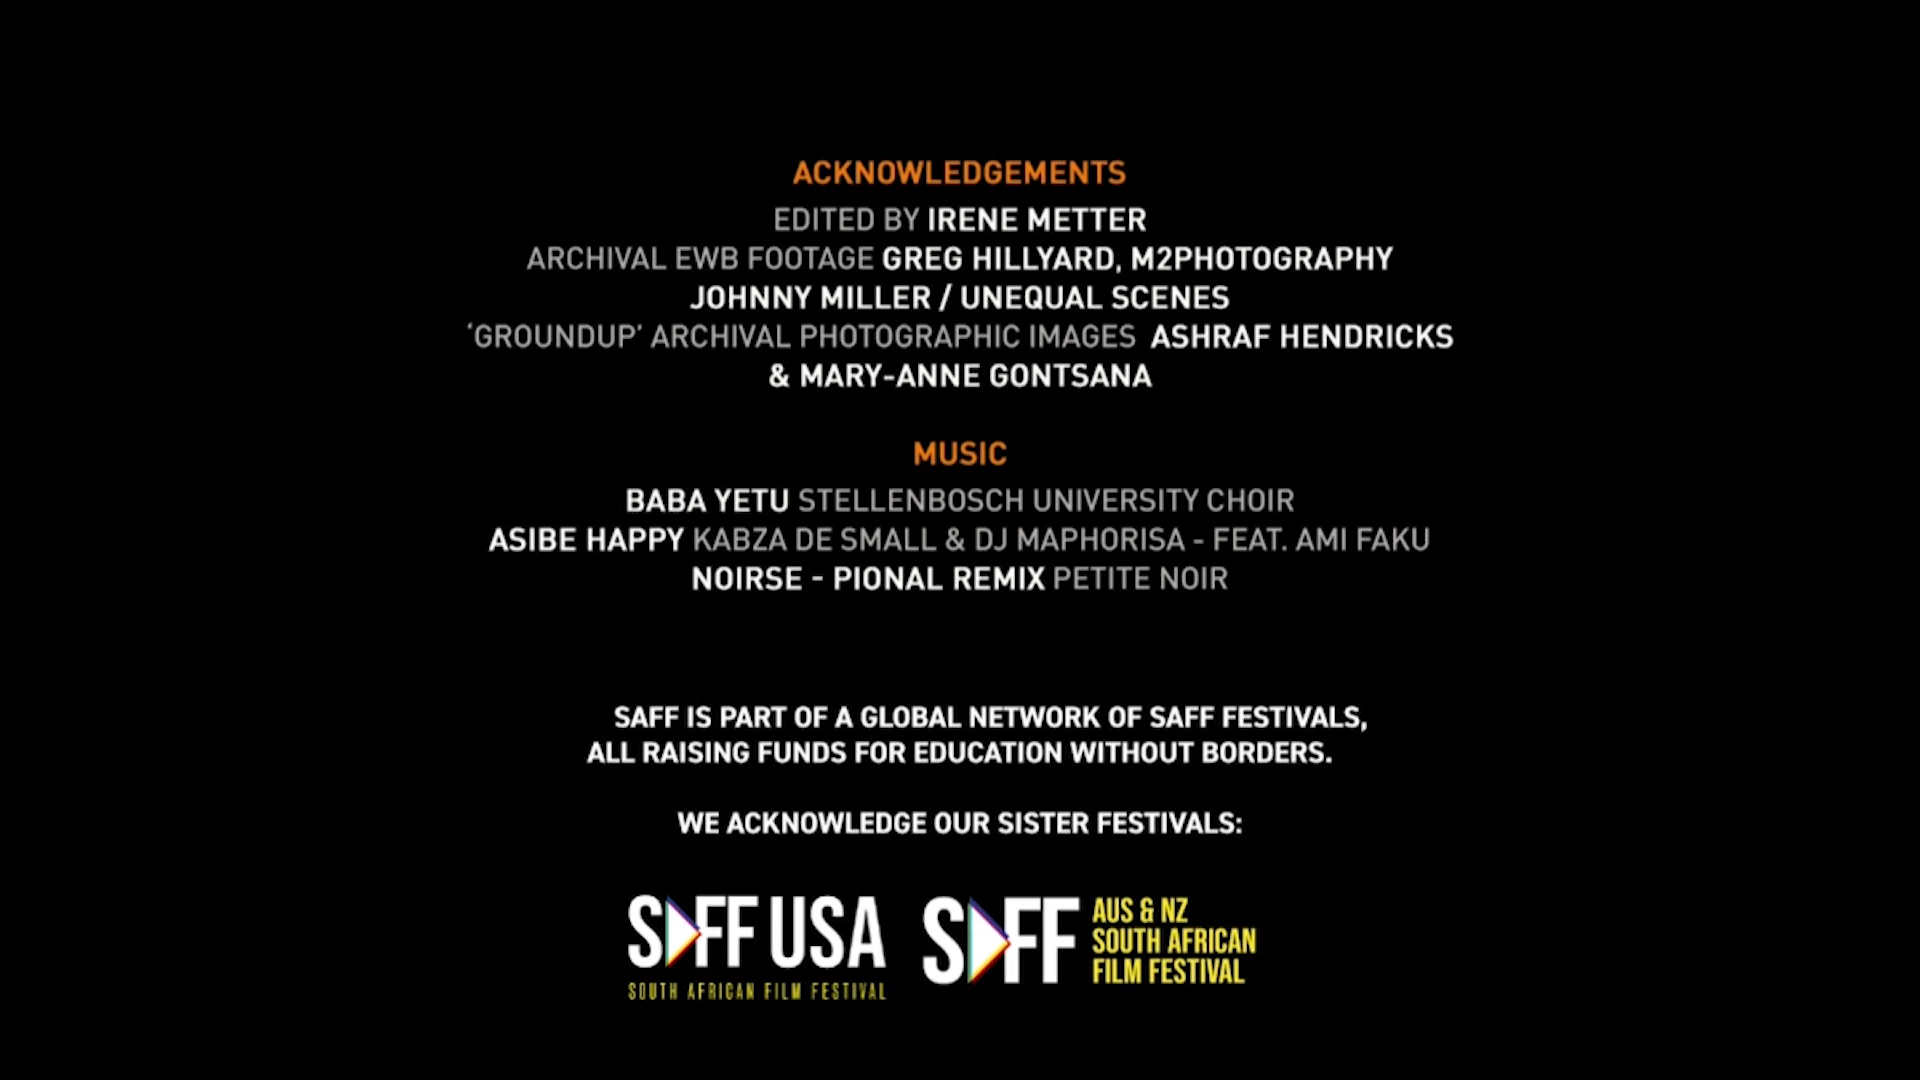 ACKNOWLEDGEMENTS
EDITED BY IRENE METTER
ARCHIVAL EWB FOOTAGE GREG HILLYARD, M2PHOTOGRAPHY
JOHNNY MILLER / UNEQUAL SCENES
‘GROUNDUP’ ARCHIVAL PHOTOGRAPHIC IMAGES ASHRAF HENDRICKS
& MARY-ANNE GONTSANA
MUSIC
BABA YETU STELLENBOSCH UNIVERSITY CHOIR
ASIBE HAPPY KABZA DE SMALL & DJ MAPHORISA - FEAT. AMI FAKU
NOIRSE - PIONAL REMIX PETITE NOIR
SAFF IS PART OF A GLOBAL NETWORK OF SAFF FESTIVALS,
ALL RAISING FUNDS FOR EDUCATION WITHOUT BORDERS.
WE ACKNOWLEDGE OUR SISTER FESTIVALS:
SAFF USA
SOUTH AFRICAN FILM FESTIVAL
SAFF
AUS & NZ
SOUTH AFRICAN
FILM FESTIVAL